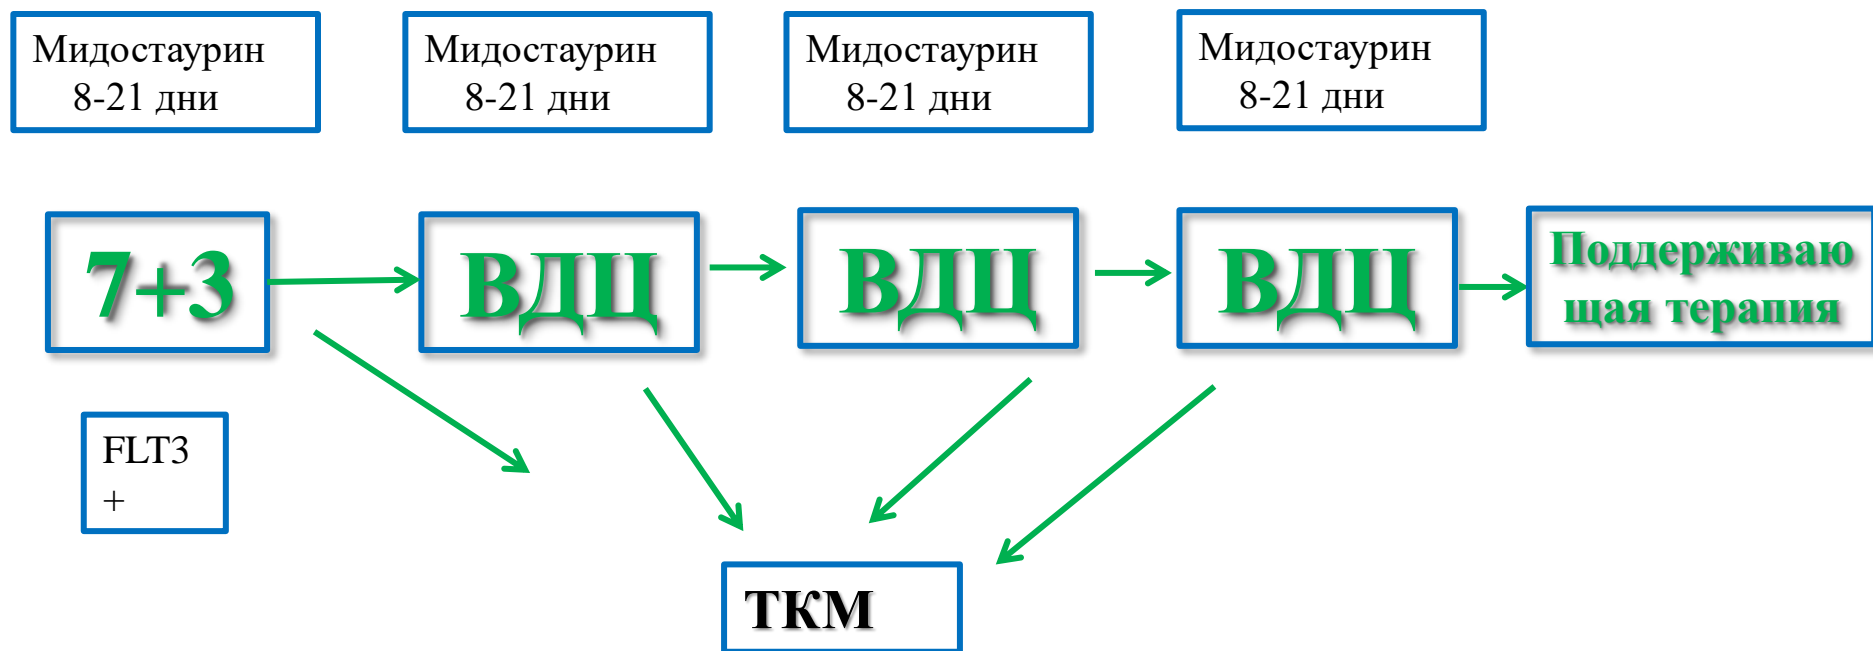 Мидостаурин
8-21 дни
Мидостаурин
8-21 дни
Мидостаурин
8-21 дни
Мидостаурин
8-21 дни
7+3
ВДЦ
ВДЦ
ВДЦ
Поддерживаю
щая терапия
FLT3
+
ТКМ